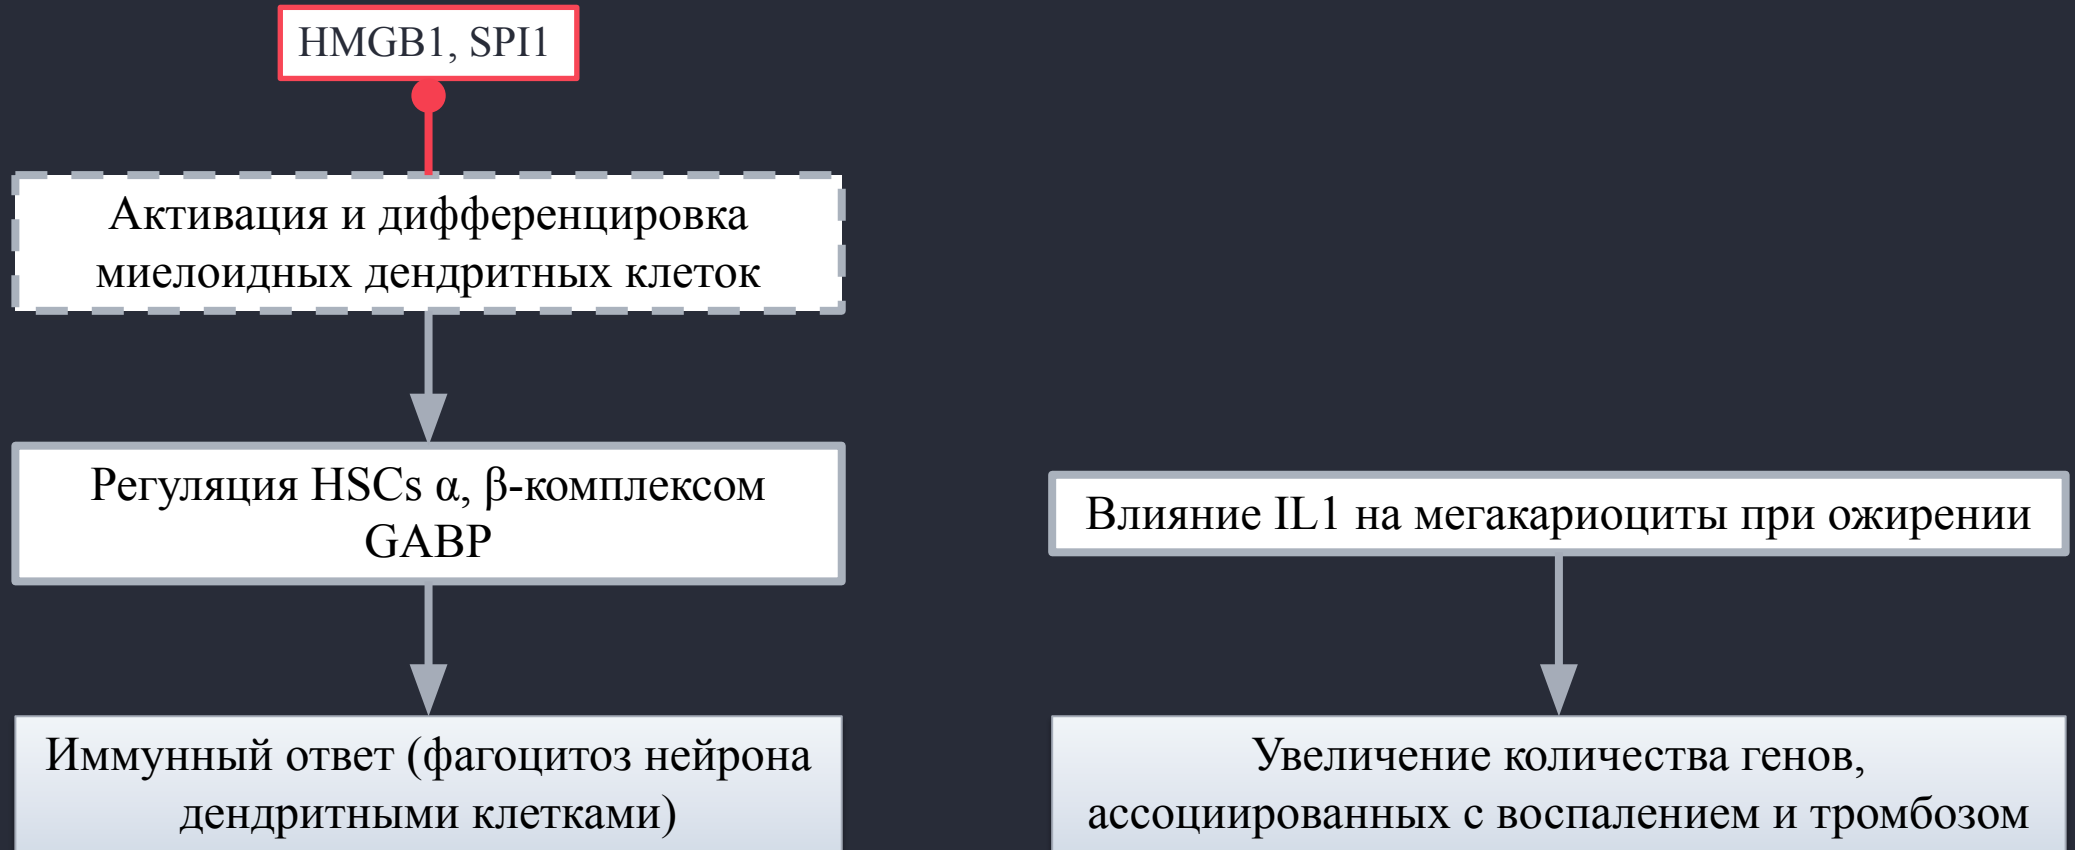 HMGB1, SPI1
Активация и дифференцировка
миелоидных дендритных клеток
Регуляция HSCs α, β-комплексом
GABP
Влияние IL1 на мегакариоциты при ожирении
Иммунный ответ (фагоцитоз нейрона
дендритными клетками)
Увеличение количества генов,
ассоциированных с воспалением и тромбозом